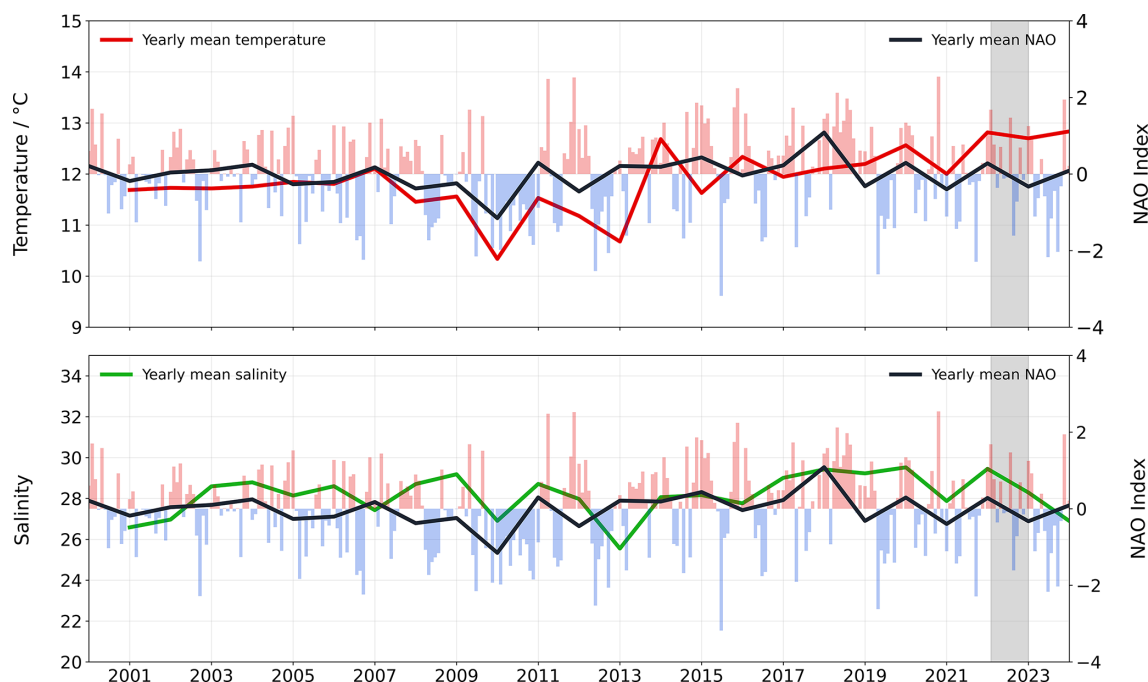 15
14
13
12
11
10
9
Temperature / °C
Yearly mean temperature
Yearly mean NAO
4
2
0
−2
−4
NAO Index
34
32
30
28
26
24
22
20
Salinity
Yearly mean salinity
Yearly mean NAO
4
2
0
−2
−4
NAO Index
2001 2003 2005 2007 2009 2011 2013 2015 2017 2019 2021 2023